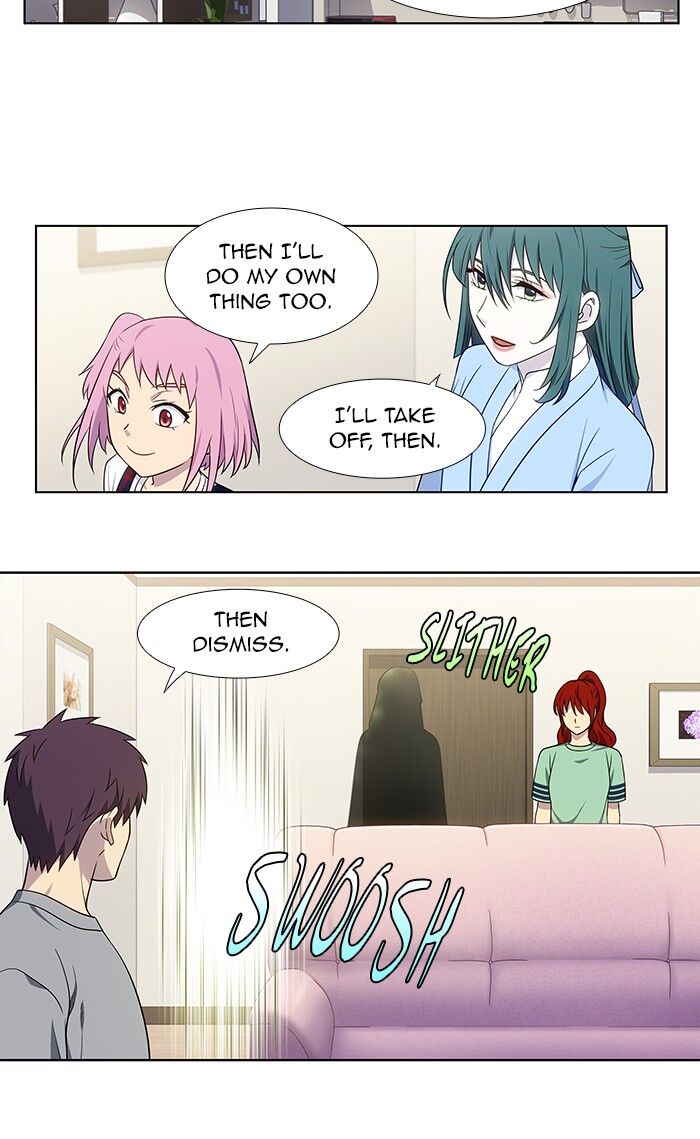 THEN I'LL
DO MY OWN
THING TOO.
I'LL TAKE
OFF, THEN.
THEN
DISMISS.
SLITHER
SWOOSH